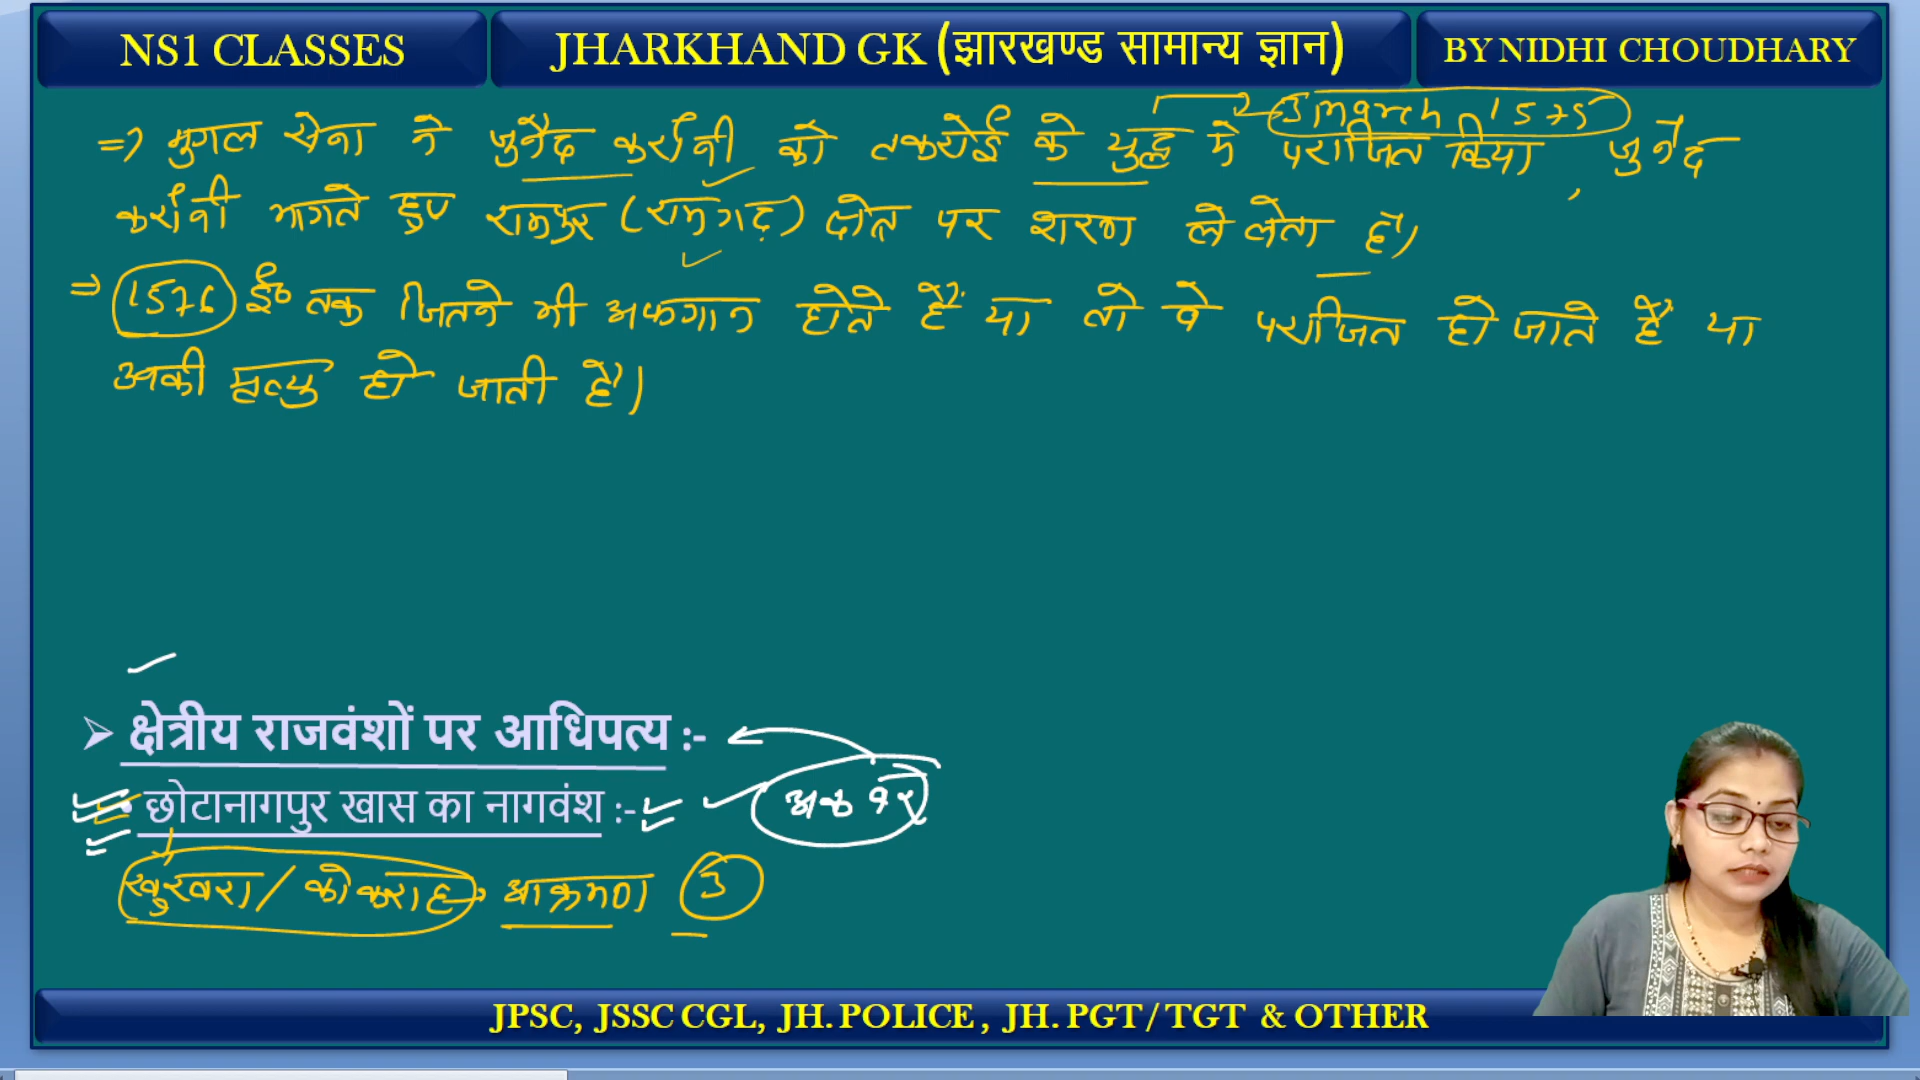 NS1 CLASSES
JHARKHAND GK (झारखण्ड सामान्य ज्ञान)
BY NIDHI CHOUDHARY
3 march 1575
⇒ मुगल सेना ने जुनैद कर्रानी को तकरोई के युद्ध में पराजित किया, जुनैद
कर्रानी भागते हुए रामपुर (रामगढ़) क्षेत्र पर शरण ले लेता है।
⇒ 1576 ई० तक जितने भी अफगान होते हैं या तो वे पराजित हो जाते हैं या
उनकी मृत्यु हो जाती है।
➢ क्षेत्रीय राजवंशों पर आधिपत्य :-
• छोटानागपुर खास का नागवंश :- अकबर
खुखरा / कोकराह आक्रमण 3
JPSC, JSSC CGL, JH. POLICE , JH. PGT / TGT & OTHER